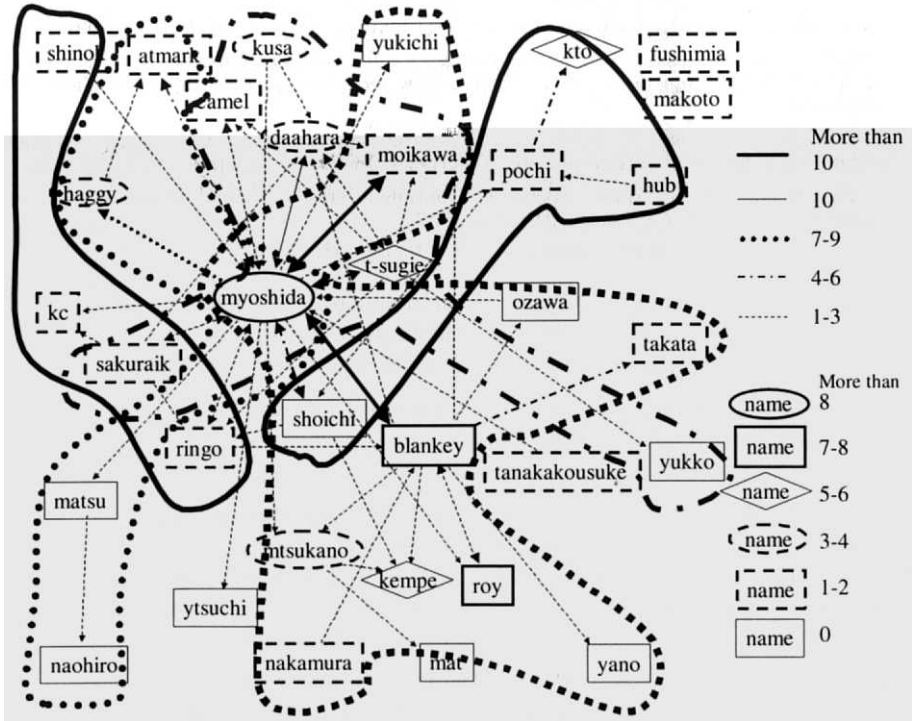 shinok
atmark
kusa
yukichi
kto
fushimia
camel
makoto
daahara
moikawa
pochi
hub
haggy
t-sugie
myoshida
ozawa
kc
takata
sakuraik
shoichi
ringo
blankey
tanakakousuke
yukko
matsu
mtsukano
kempe
roy
ytsuchi
naohiro
nakamura
mat
yano
More than
10
10
7-9
4-6
1-3
More than
name 8
name 7-8
name 5-6
name 3-4
name 1-2
name 0